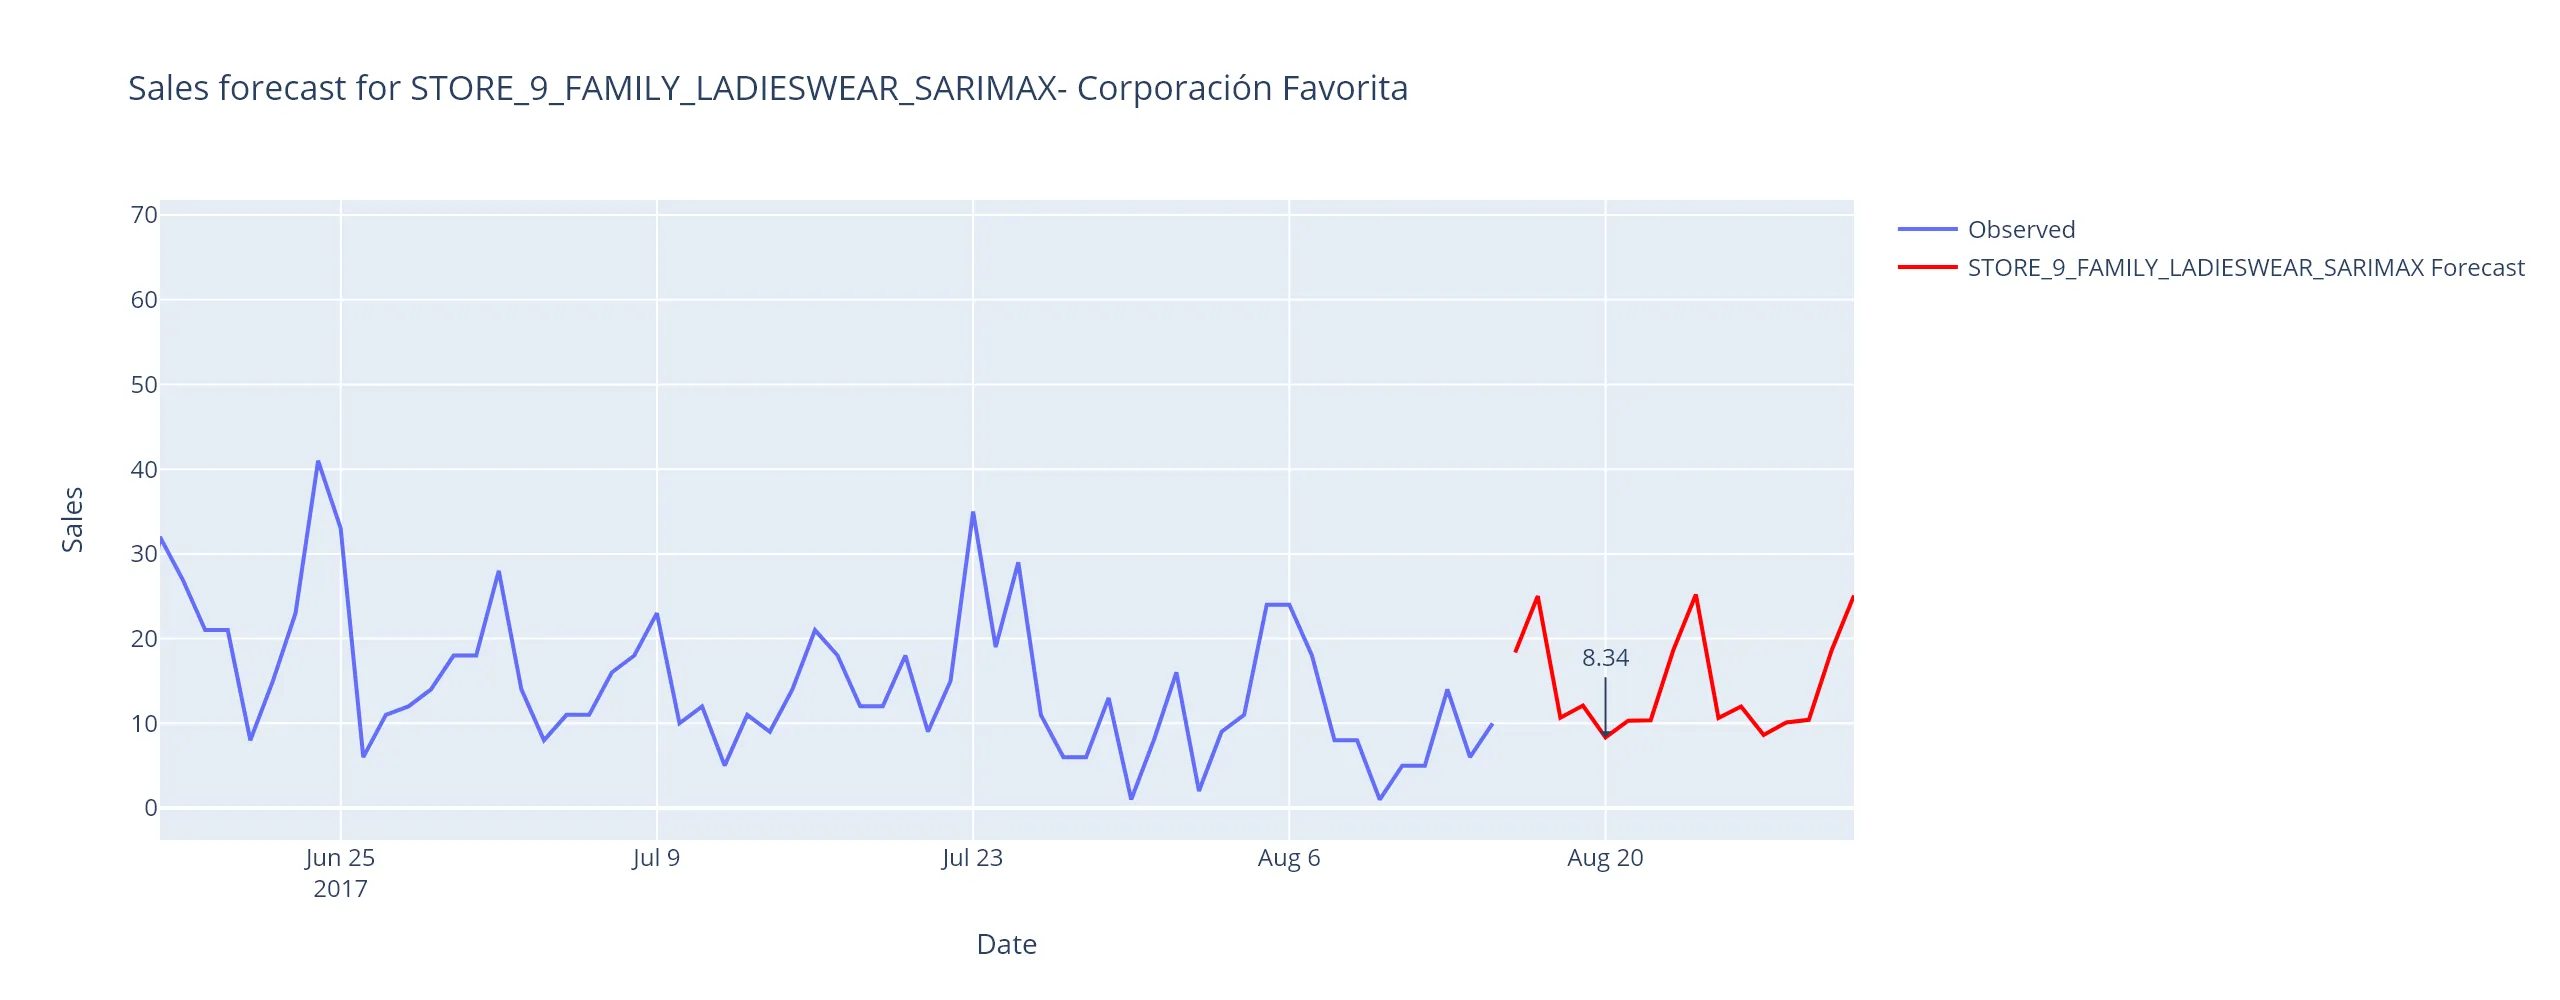 Sales forecast for STORE_9_FAMILY_LADIESWEAR_SARIMAX- Corporación Favorita
Observed
STORE_9_FAMILY_LADIESWEAR_SARIMAX Forecast
Sales
70
60
50
40
30
20
10
0
8.34
Jun 25
2017
Jul 9
Jul 23
Aug 6
Aug 20
Date